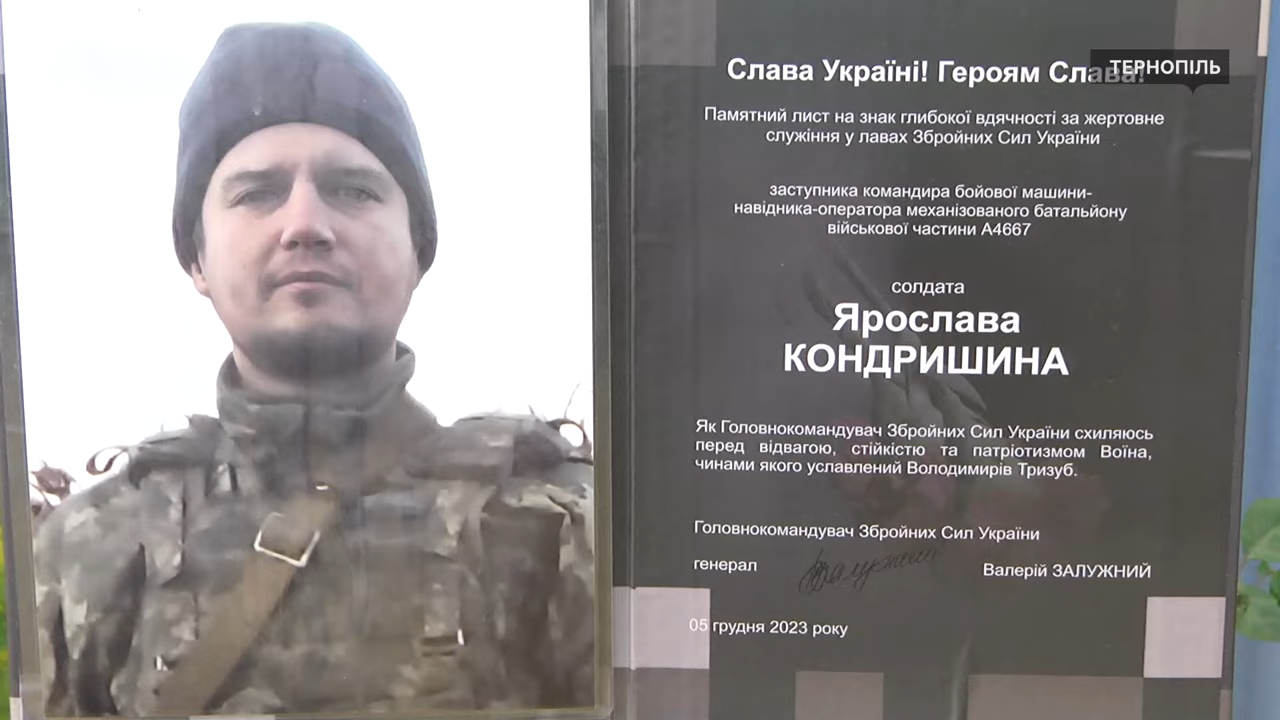 ТЕРНОПІЛЬ
Слава Україні! Героям Слава!
Памятний лист на знак глибокої вдячності за жертовне
служіння у лавах Збройних Сил України
заступника командира бойової машини-
навідника-оператора механізованого батальйону
військової частини А4667
солдата
Ярослава
КОНДРИШИНА
Як Головнокомандувач Збройних Сил України схиляюсь
перед відвагою, стійкістю та патріотизмом Воїна,
чинами якого уславлений Володимирів Тризуб.
Головнокомандувач Збройних Сил України
генерал
Валерій ЗАЛУЖНИЙ
05 грудня 2023 року